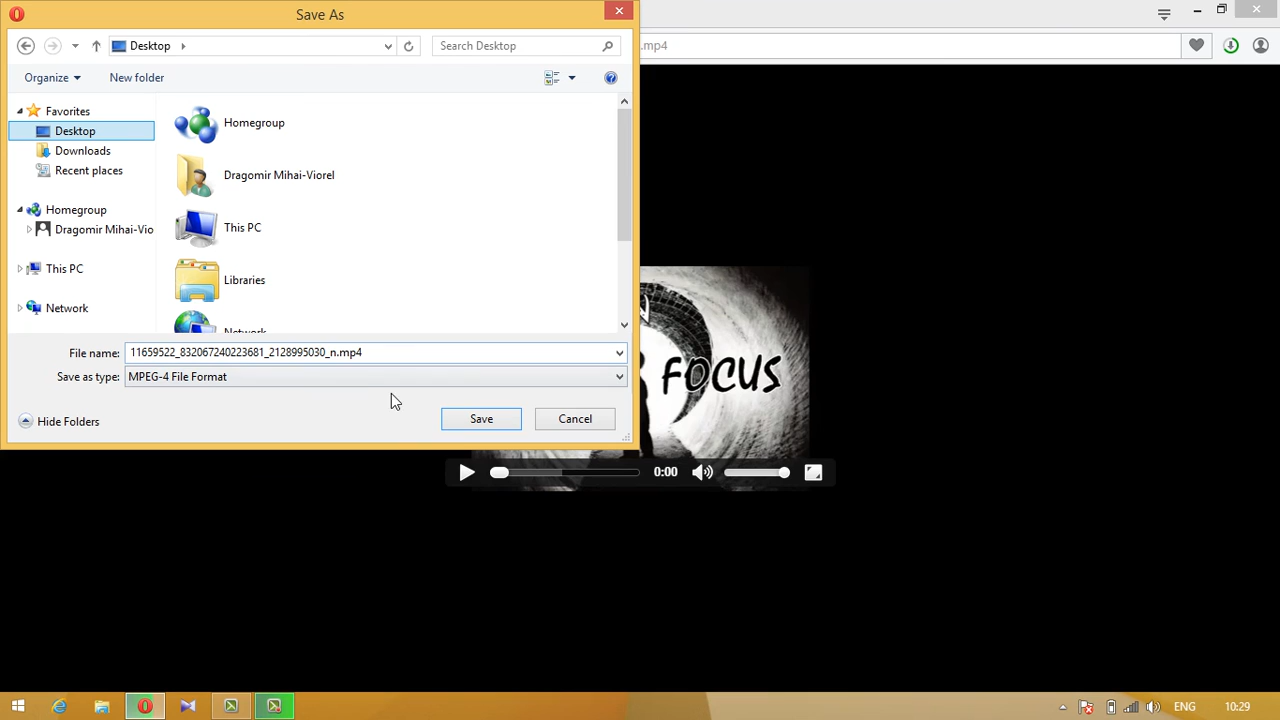 Save As
Desktop
Search Desktop
.mp4
Organize
New folder
Favorites
Desktop
Downloads
Recent places
Homegroup
Dragomir Mihai-Vio
This PC
Network
Homegroup
Dragomir Mihai-Viorel
This PC
Libraries
Network
File name:
11659522_832067240223681_2128995030_n.mp4
Save as type:
MPEG-4 File Format
Hide Folders
Save
Cancel
FOCUS
0:00
ENG
10:29